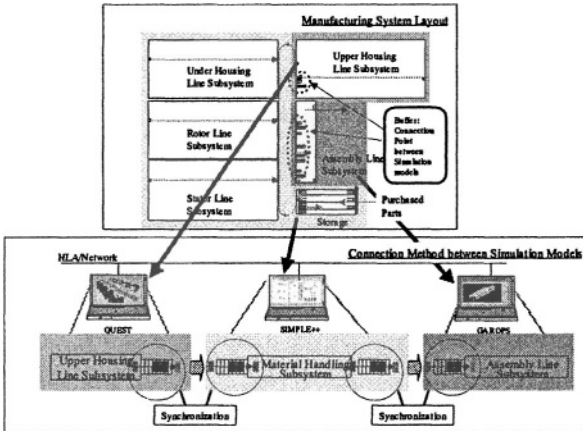 Manufacturing System Layout
Under Housing
Line Subsystem
Upper Housing
Line Subsystem
Rotor Line
Subsystem
Assembly Line
Subsystem
Buffer:
Connection
Point
between
Simulation
models
Stator Line
Subsystem
Storage
Purchased
Parts
HLA/Network
Connection Method between Simulation Models
QUEST
SIMPLE++
GAROPS
Upper Housing
Line Subsystem
Material Handling
Subsystem
Assembly Line
Subsystem
Synchronization
Synchronization